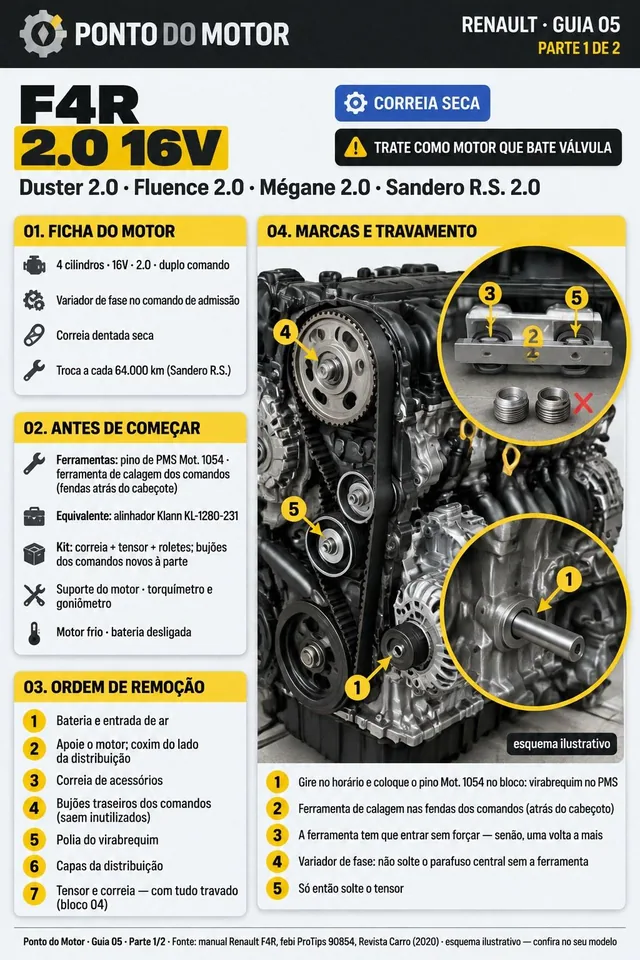 PONTO DO MOTOR
RENAULT · GUIA 05
PARTE 1 DE 2
F4R
2.0 16V
CORREIA SECA
TRATE COMO MOTOR QUE BATE VÁLVULA
Duster 2.0 · Fluence 2.0 · Mégane 2.0 · Sandero R.S. 2.0
01. FICHA DO MOTOR
4 cilindros · 16V · 2.0 · duplo comando
Variador de fase no comando de admissão
Correia dentada seca
Troca a cada 64.000 km (Sandero R.S.)
02. ANTES DE COMEÇAR
Ferramentas: pino de PMS Mot. 1054 ·
ferramenta de calagem dos comandos
(fendas atrás do cabeçote)
Equivalente: alinhador Klann KL-1280-231
Kit: correia + tensor + roletes; bujões
dos comandos novos à parte
Suporte do motor · torquímetro e
goniômetro
Motor frio · bateria desligada
03. ORDEM DE REMOÇÃO
1 Bateria e entrada de ar
2 Apoie o motor; coxim do lado
da distribuição
3 Correia de acessórios
4 Bujões traseiros dos comandos
(saem inutilizados)
5 Polia do virabrequim
6 Capas da distribuição
7 Tensor e correia — com tudo travado
(bloco 04)
04. MARCAS E TRAVAMENTO
3
5
2
4
5
1
1
esquema ilustrativo
1 Gire no horário e coloque o pino Mot. 1054 no bloco: virabrequim no PMS
2 Ferramenta de calagem nas fendas dos comandos (atrás do cabeçote)
3 A ferramenta tem que entrar sem forçar — senão, uma volta a mais
4 Variador de fase: não solte o parafuso central sem a ferramenta
5 Só então solte o tensor
Ponto do Motor · Guia 05 · Parte 1/2 · Fonte: manual Renault F4R, febi ProTips 90854, Revista Carro (2020) · esquema ilustrativo — confira no seu modelo